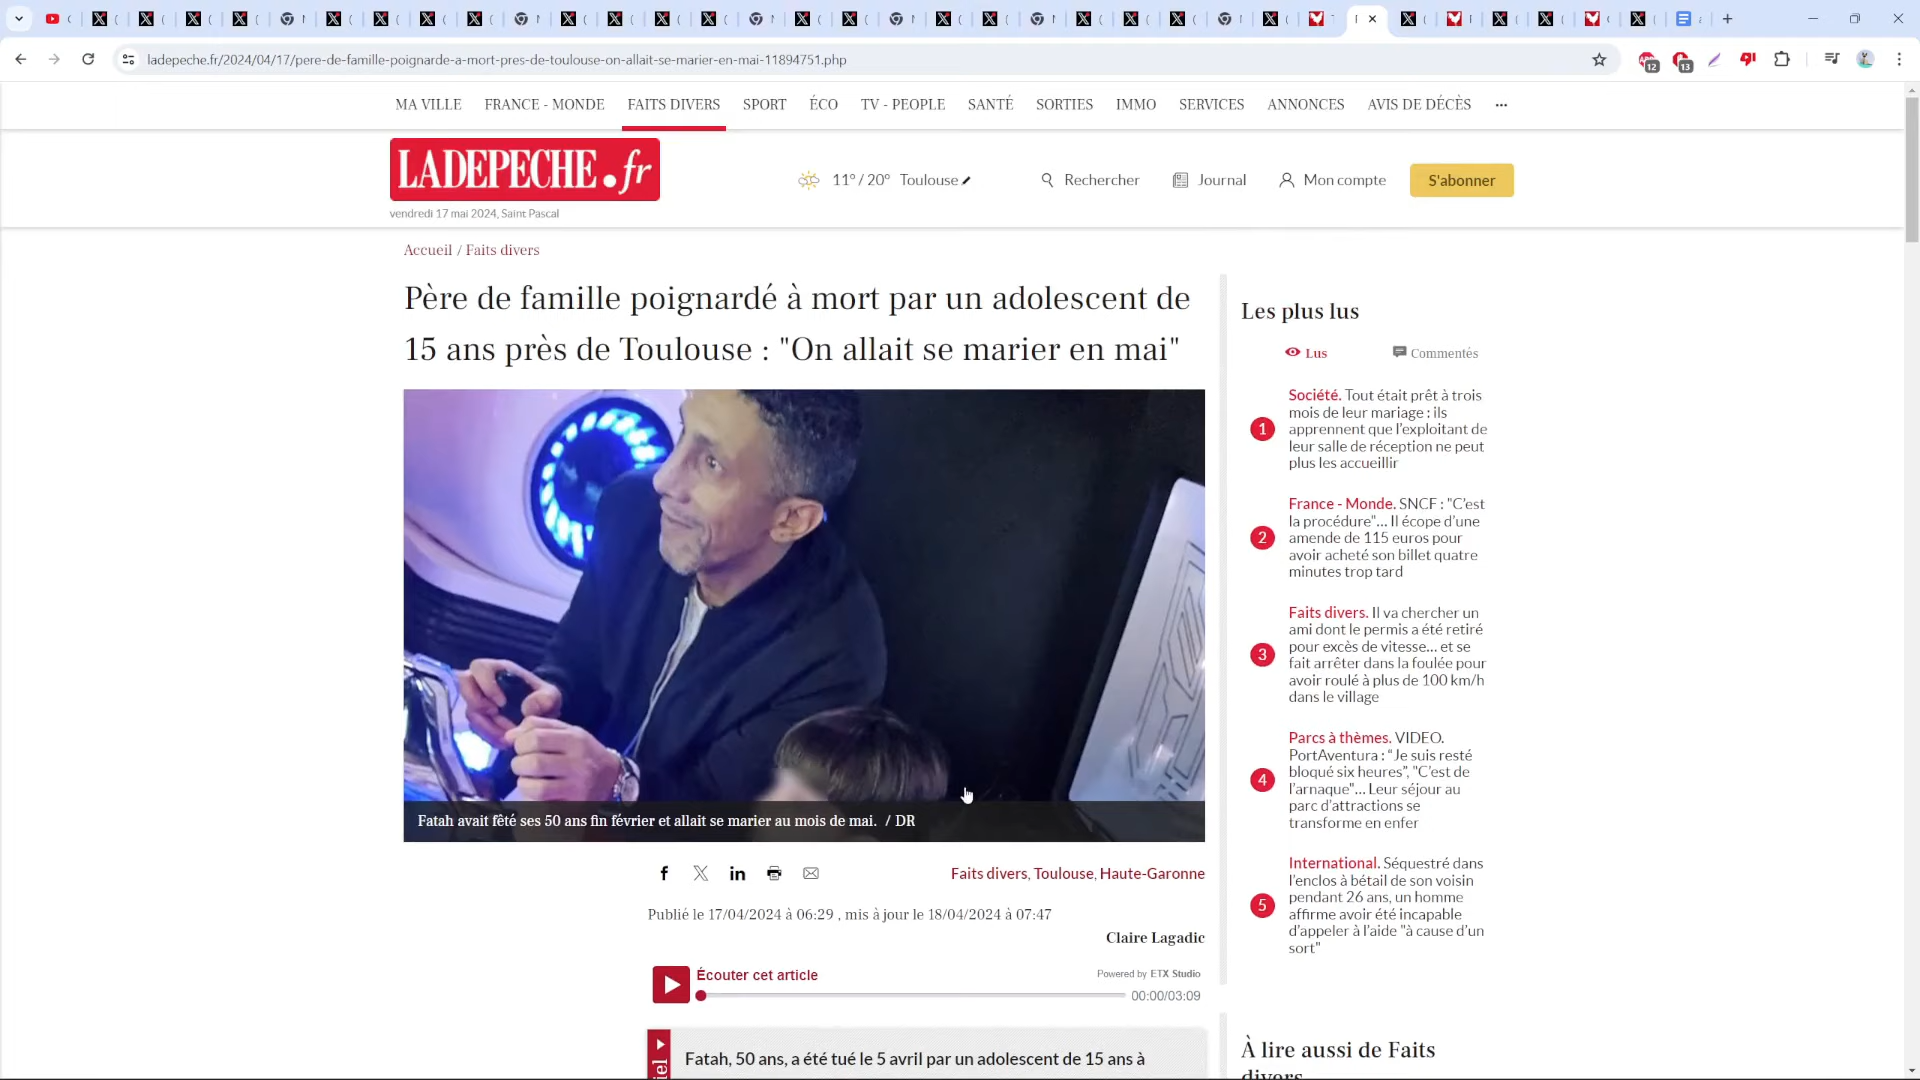 ladepeche.fr/2024/04/17/pere-de-famille-poignarde-a-mort-pres-de-toulouse-on-allait-se-marier-en-mai-11894751.php
12
13
MA VILLE FRANCE - MONDE FAITS DIVERS SPORT ÉCO TV - PEOPLE SANTÉ SORTIES IMMO SERVICES ANNONCES AVIS DE DÉCÈS ...
LADEPECHE.fr
vendredi 17 mai 2024, Saint Pascal
11° / 20° Toulouse
Rechercher
Journal
Mon compte
S'abonner
Accueil / Faits divers
Père de famille poignardé à mort par un adolescent de
15 ans près de Toulouse : "On allait se marier en mai"
Fatah avait fêté ses 50 ans fin février et allait se marier au mois de mai. / DR
Faits divers, Toulouse, Haute-Garonne
Publié le 17/04/2024 à 06:29 , mis à jour le 18/04/2024 à 07:47
Claire Lagadic
Écouter cet article
Powered by ETX Studio
00:00/03:09
Fatah, 50 ans, a été tué le 5 avril par un adolescent de 15 ans à
Les plus lus
Lus
Commentés
1
Société. Tout était prêt à trois
mois de leur mariage : ils
apprennent que l'exploitant de
leur salle de réception ne peut
plus les accueillir
2
France - Monde. SNCF : "C'est
la procédure"... Il écope d'une
amende de 115 euros pour
avoir acheté son billet quatre
minutes trop tard
3
Faits divers. Il va chercher un
ami dont le permis a été retiré
pour excès de vitesse... et se
fait arrêter dans la foulée pour
avoir roulé à plus de 100 km/h
dans le village
4
Parcs à thèmes. VIDEO.
PortAventura : “Je suis resté
bloqué six heures”, "C'est de
l'arnaque"... Leur séjour au
parc d'attractions se
transforme en enfer
5
International. Séquestré dans
l'enclos à bétail de son voisin
pendant 26 ans, un homme
affirme avoir été incapable
d'appeler à l'aide "à cause d'un
sort"
À lire aussi de Faits
divers